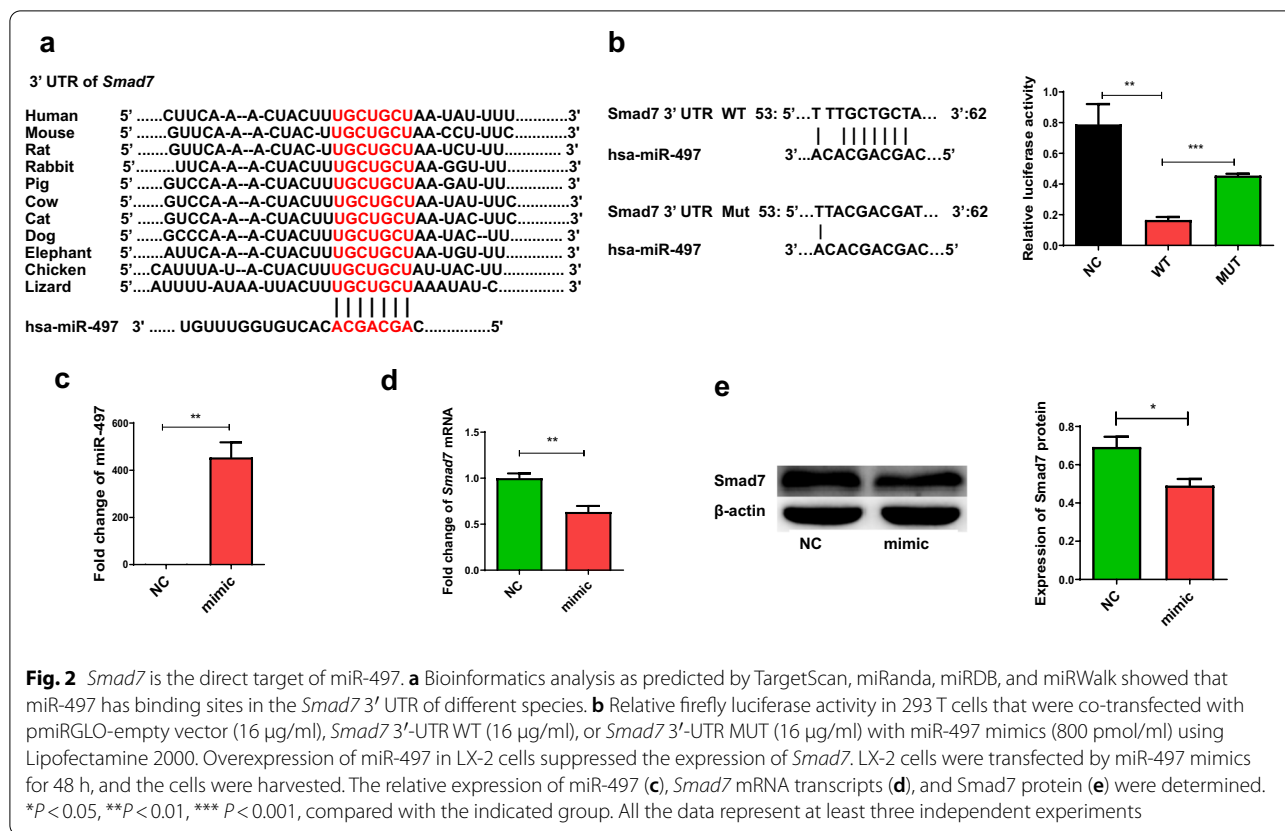 a
3' UTR of Smad7
Human 5' ......CUUCA-A--A-CUACUUUGCUGCUAA-UAU-UUU............3'
Mouse 5' .....GUUCA-A--A-CUAC-UUGCUGCUAA-CCU-UUC............3'
Rat 5' .....GUUCA-A--A-CUAC-UUGCUGCUAA-UCU-UU.............. 3'
Rabbit 5' ......UUCA-A--A-CUACUUUGCUGCUAA-GGU-UU.............. 3'
Pig 5' .....GUCCA-A--A-CUACUUUGCUGCUAA-GAU-UU.............. 3'
Cow 5' .....GUCCA-A--A-CUACUUUGCUGCUAA-UAU-UUC............ 3'
Cat 5' .....GUCCA-A--A-CUACUUUGCUGCUAA-UAC-UUC............ 3'
Dog 5' .....GCCCA-A--A-CUACUUUGCUGCUAA-UAC--UU............. 3'
Elephant 5' .....AUUCA-A--A-CUACUUUGCUGCUAA-UGU-UU.............. 3'
Chicken 5'....CAUUUA-U--A-CUACUUUGCUGCUAU-UAC-UU.............. 3'
Lizard 5'....AUUUU-AUAA-UUACUUUGCUGCUAAAUAU-C................ 3'
hsa-miR-497 3' ...... UGUUUGGUGUCACACGACGAC...............5'
b
Smad7 3' UTR WT 53: 5'...T TTGCTGCTA... 3':62
hsa-miR-497 3'...ACACGACGAC...5'
Smad7 3' UTR Mut 53: 5'...TTACGACGAT... 3':62
hsa-miR-497 3'...ACACGACGAC...5'
Relative luciferase activity
1.0
0.8
0.6
0.4
0.2
0.0
**
***
NC WT MUT
c
Fold change of miR-497
600
400
200
0
**
NC mimic
d
Fold change of Smad7 mRNA
1.5
1.0
0.5
0.0
**
NC mimic
e
Smad7
β-actin
NC mimic
Expression of Smad7 protein
0.8
0.6
0.4
0.2
0.0
*
NC mimic
Fig. 2 Smad7 is the direct target of miR-497. a Bioinformatics analysis as predicted by TargetScan, miRanda, miRDB, and miRWalk showed that
miR-497 has binding sites in the Smad7 3′ UTR of different species. b Relative firefly luciferase activity in 293 T cells that were co-transfected with
pmiRGLO-empty vector (16 μg/ml), Smad7 3′-UTR WT (16 μg/ml), or Smad7 3′-UTR MUT (16 μg/ml) with miR-497 mimics (800 pmol/ml) using
Lipofectamine 2000. Overexpression of miR-497 in LX-2 cells suppressed the expression of Smad7. LX-2 cells were transfected by miR-497 mimics
for 48 h, and the cells were harvested. The relative expression of miR-497 (c), Smad7 mRNA transcripts (d), and Smad7 protein (e) were determined.
*P < 0.05, **P < 0.01, *** P < 0.001, compared with the indicated group. All the data represent at least three independent experiments